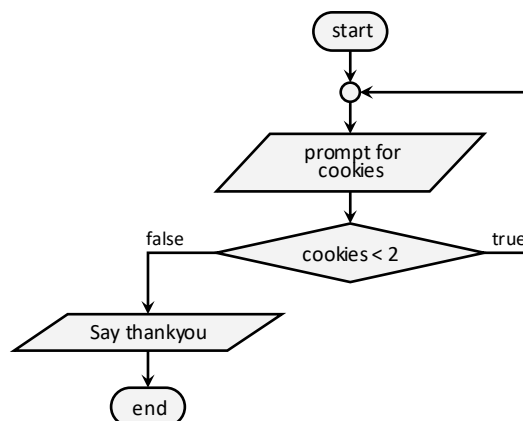 start
prompt for
cookies
false
cookies < 2
true
Say thankyou
end